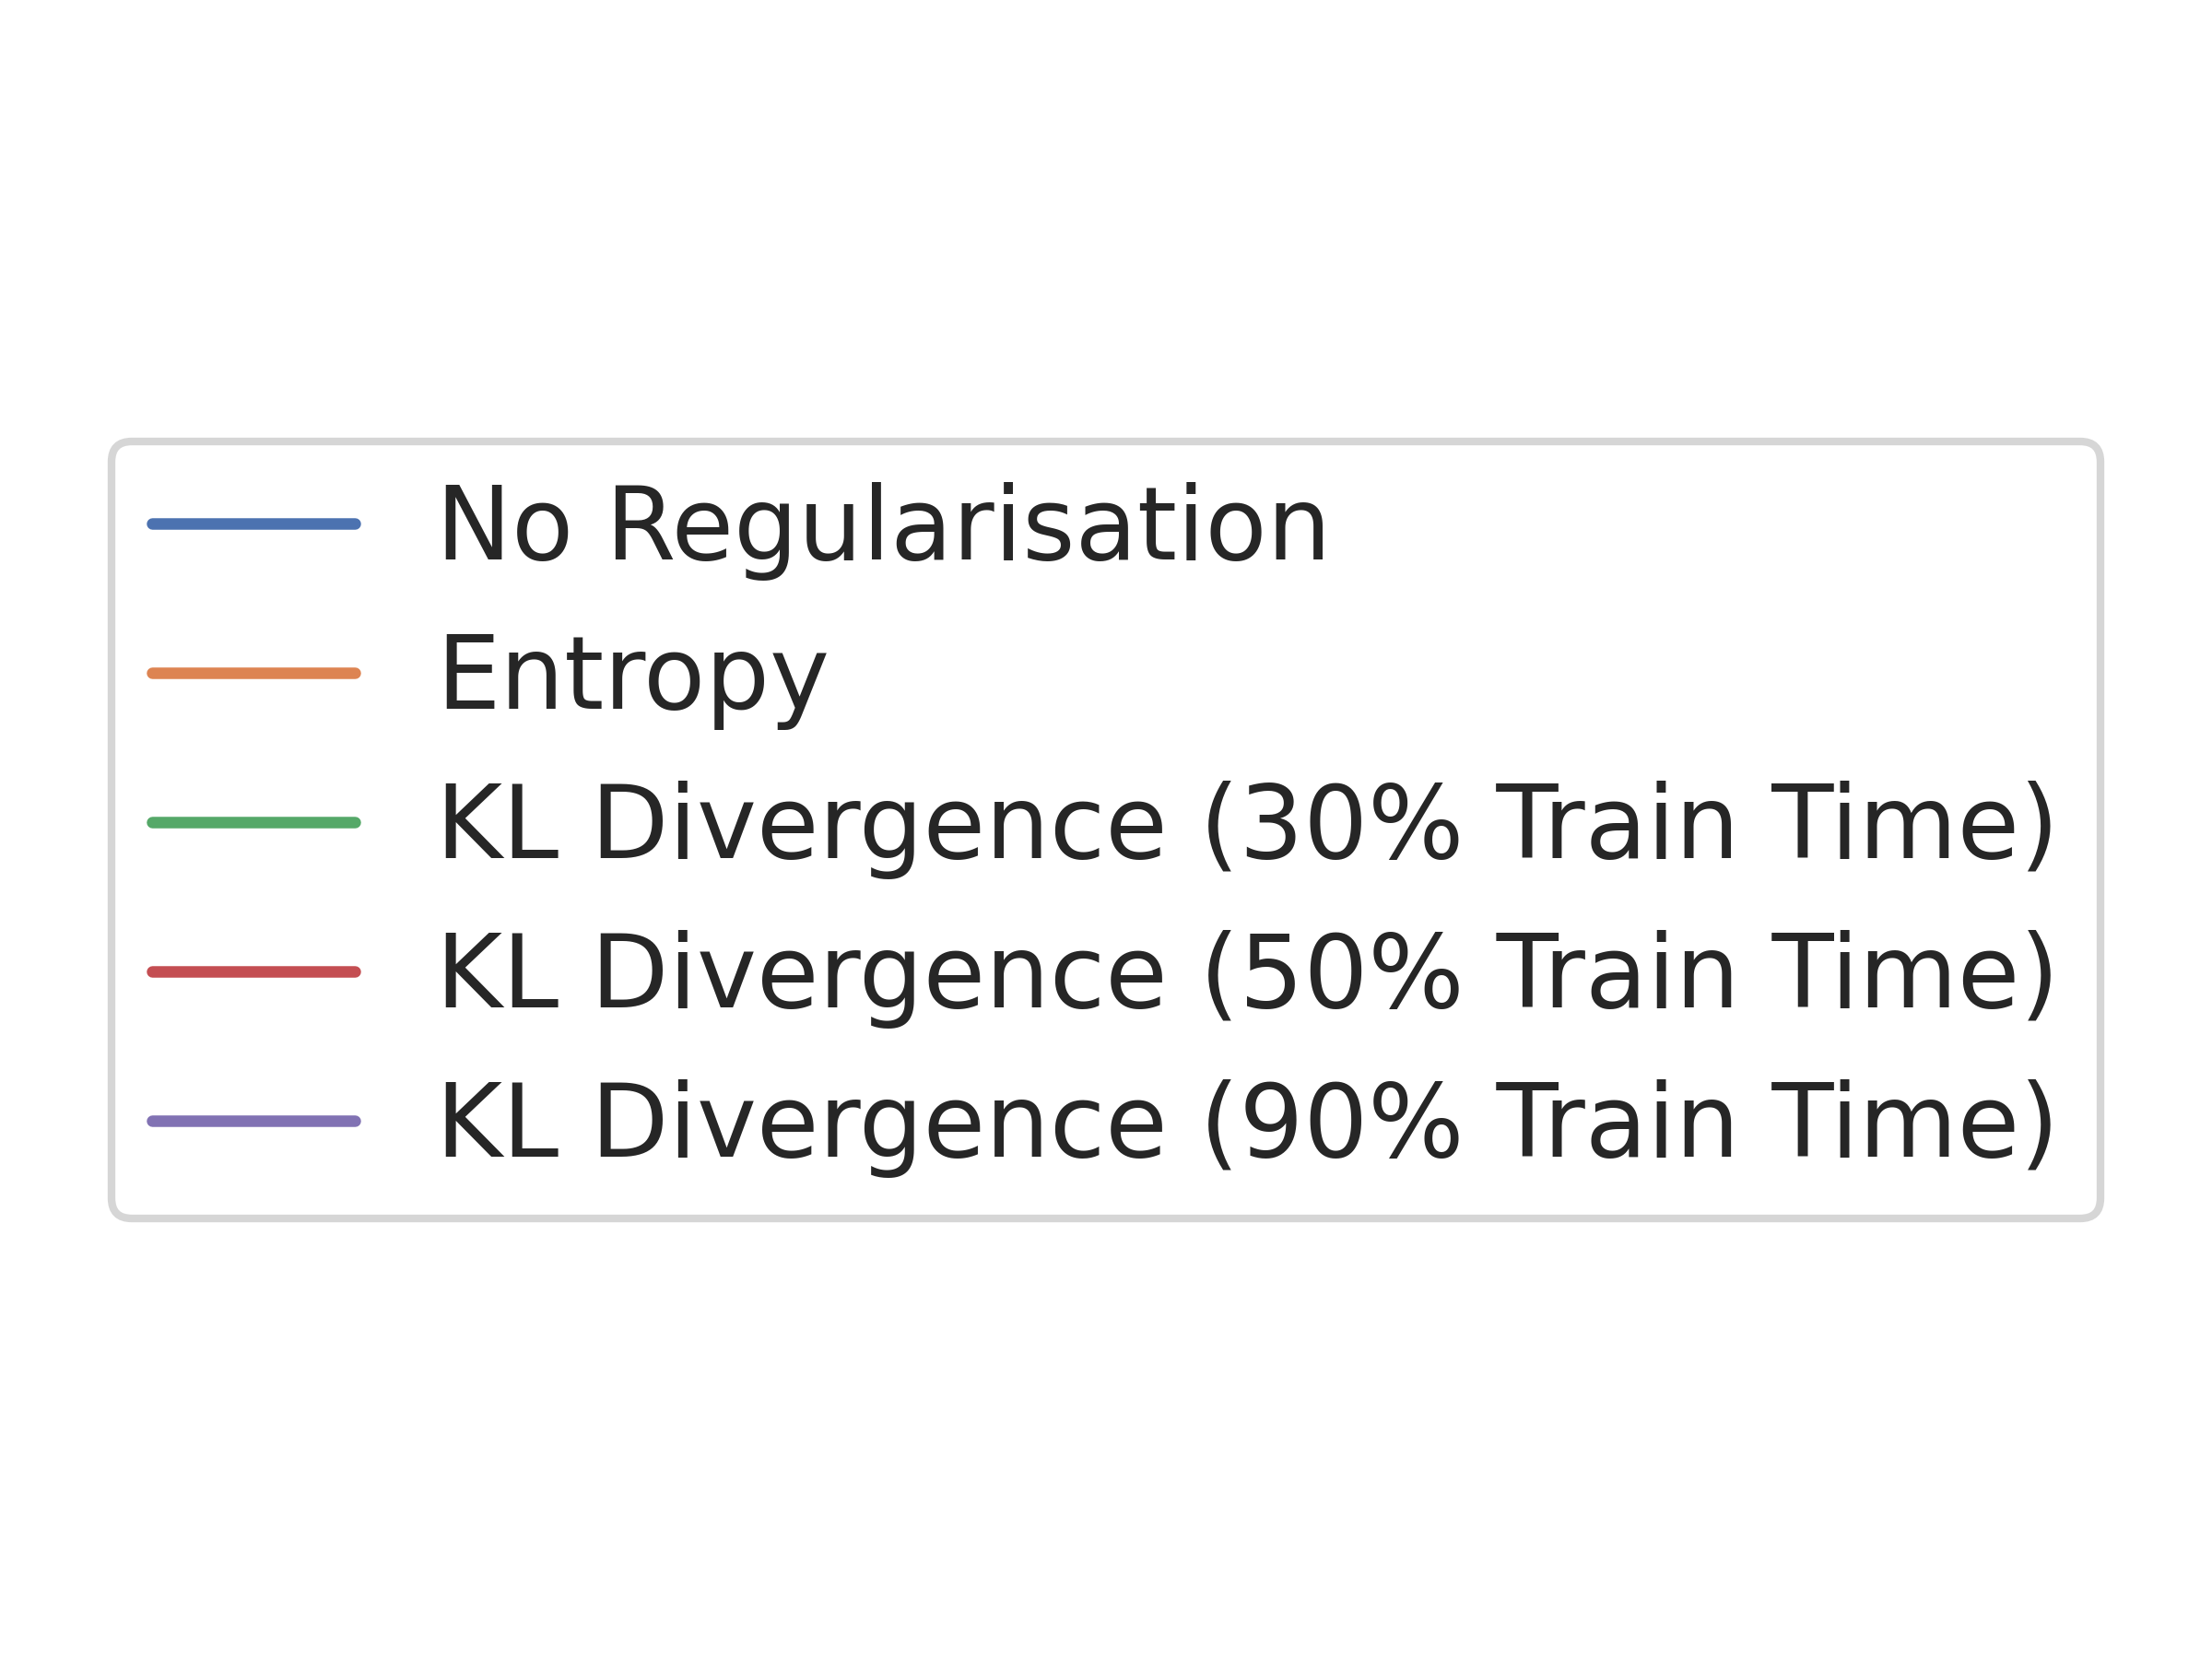 No Regularisation
Entropy
KL Divergence (30% Train Time)
KL Divergence (50% Train Time)
KL Divergence (90% Train Time)